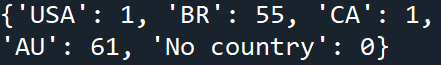 {'USA': 1, 'BR': 55, 'CA': 1,
'AU': 61, 'No country': 0}